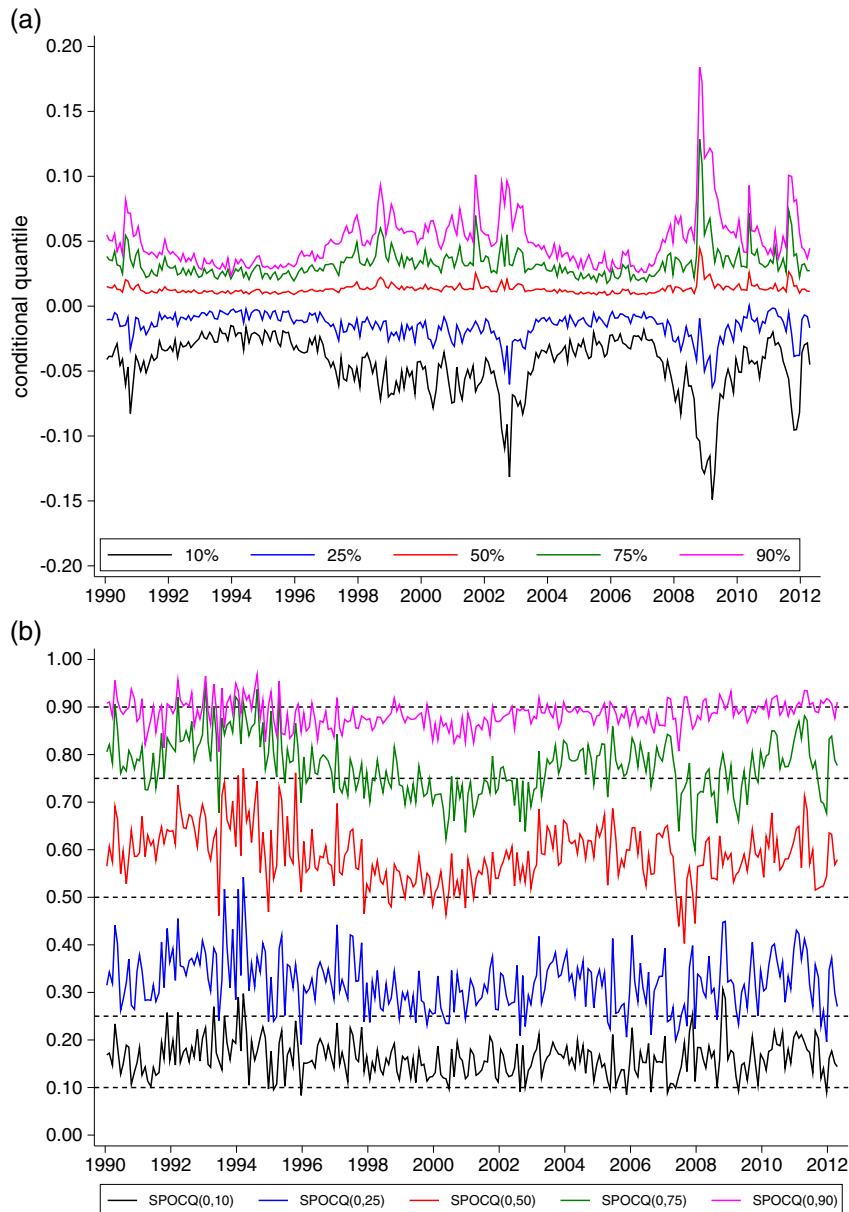 (a)
0.20
0.15
0.10
0.05
0.00
-0.05
-0.10
-0.15
-0.20
conditional quantile
10% 25% 50% 75% 90%
1990 1992 1994 1996 1998 2000 2002 2004 2006 2008 2010 2012
(b)
1.00
0.90
0.80
0.70
0.60
0.50
0.40
0.30
0.20
0.10
0.00
1990 1992 1994 1996 1998 2000 2002 2004 2006 2008 2010 2012
SPOCQ(0,10) SPOCQ(0,25) SPOCQ(0,50) SPOCQ(0,75) SPOCQ(0,90)